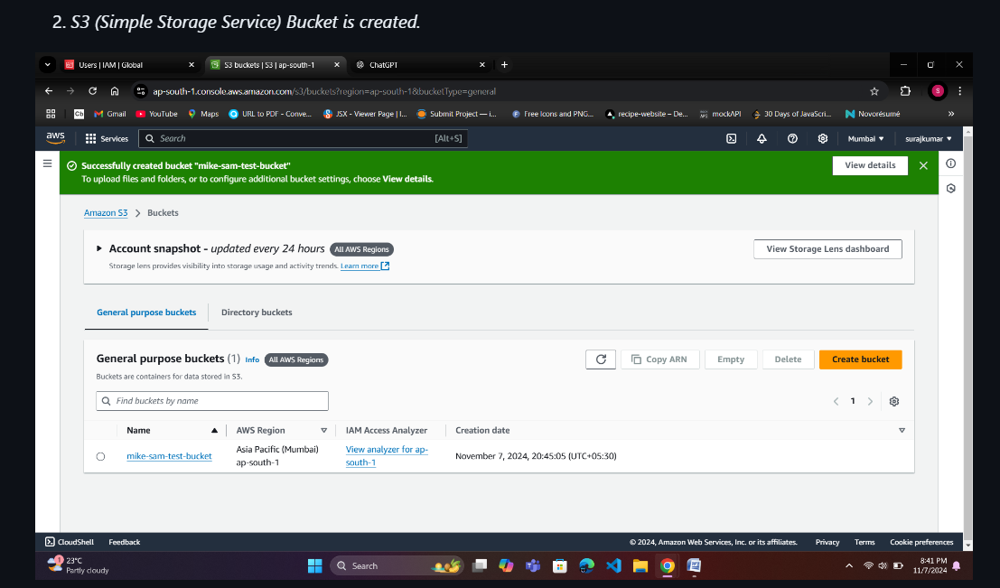 2. S3 (Simple Storage Service) Bucket is created.
Users | IAM | Global
S3 buckets | S3 | ap-south-1
ChatGPT
ap-south-1.console.aws.amazon.com/s3/buckets?region=ap-south-1&bucketType=general
S
Cb
Gmail
YouTube
Maps
URL to PDF - Conve...
JSX - Viewer Page | I...
Submit Project — i...
Free Icons and PNG...
recipe-website – De...
mockAPI
30 Days of JavaScri...
Novorésumé
aws
Services
Search
[Alt+S]
Mumbai
surajkumar
Successfully created bucket "mike-sam-test-bucket"
To upload files and folders, or to configure additional bucket settings, choose View details.
View details
Amazon S3 > Buckets
Account snapshot - updated every 24 hours
All AWS Regions
Storage lens provides visibility into storage usage and activity trends. Learn more
View Storage Lens dashboard
General purpose buckets
Directory buckets
General purpose buckets (1) Info
All AWS Regions
Buckets are containers for data stored in S3.
Copy ARN
Empty
Delete
Create bucket
Find buckets by name
1
Name
AWS Region
IAM Access Analyzer
Creation date
mike-sam-test-bucket
Asia Pacific (Mumbai)
ap-south-1
View analyzer for ap-
south-1
November 7, 2024, 20:45:05 (UTC+05:30)
CloudShell
Feedback
© 2024, Amazon Web Services, Inc. or its affiliates.
Privacy
Terms
Cookie preferences
1
23°C
Partly cloudy
Search
8:41 PM
11/7/2024